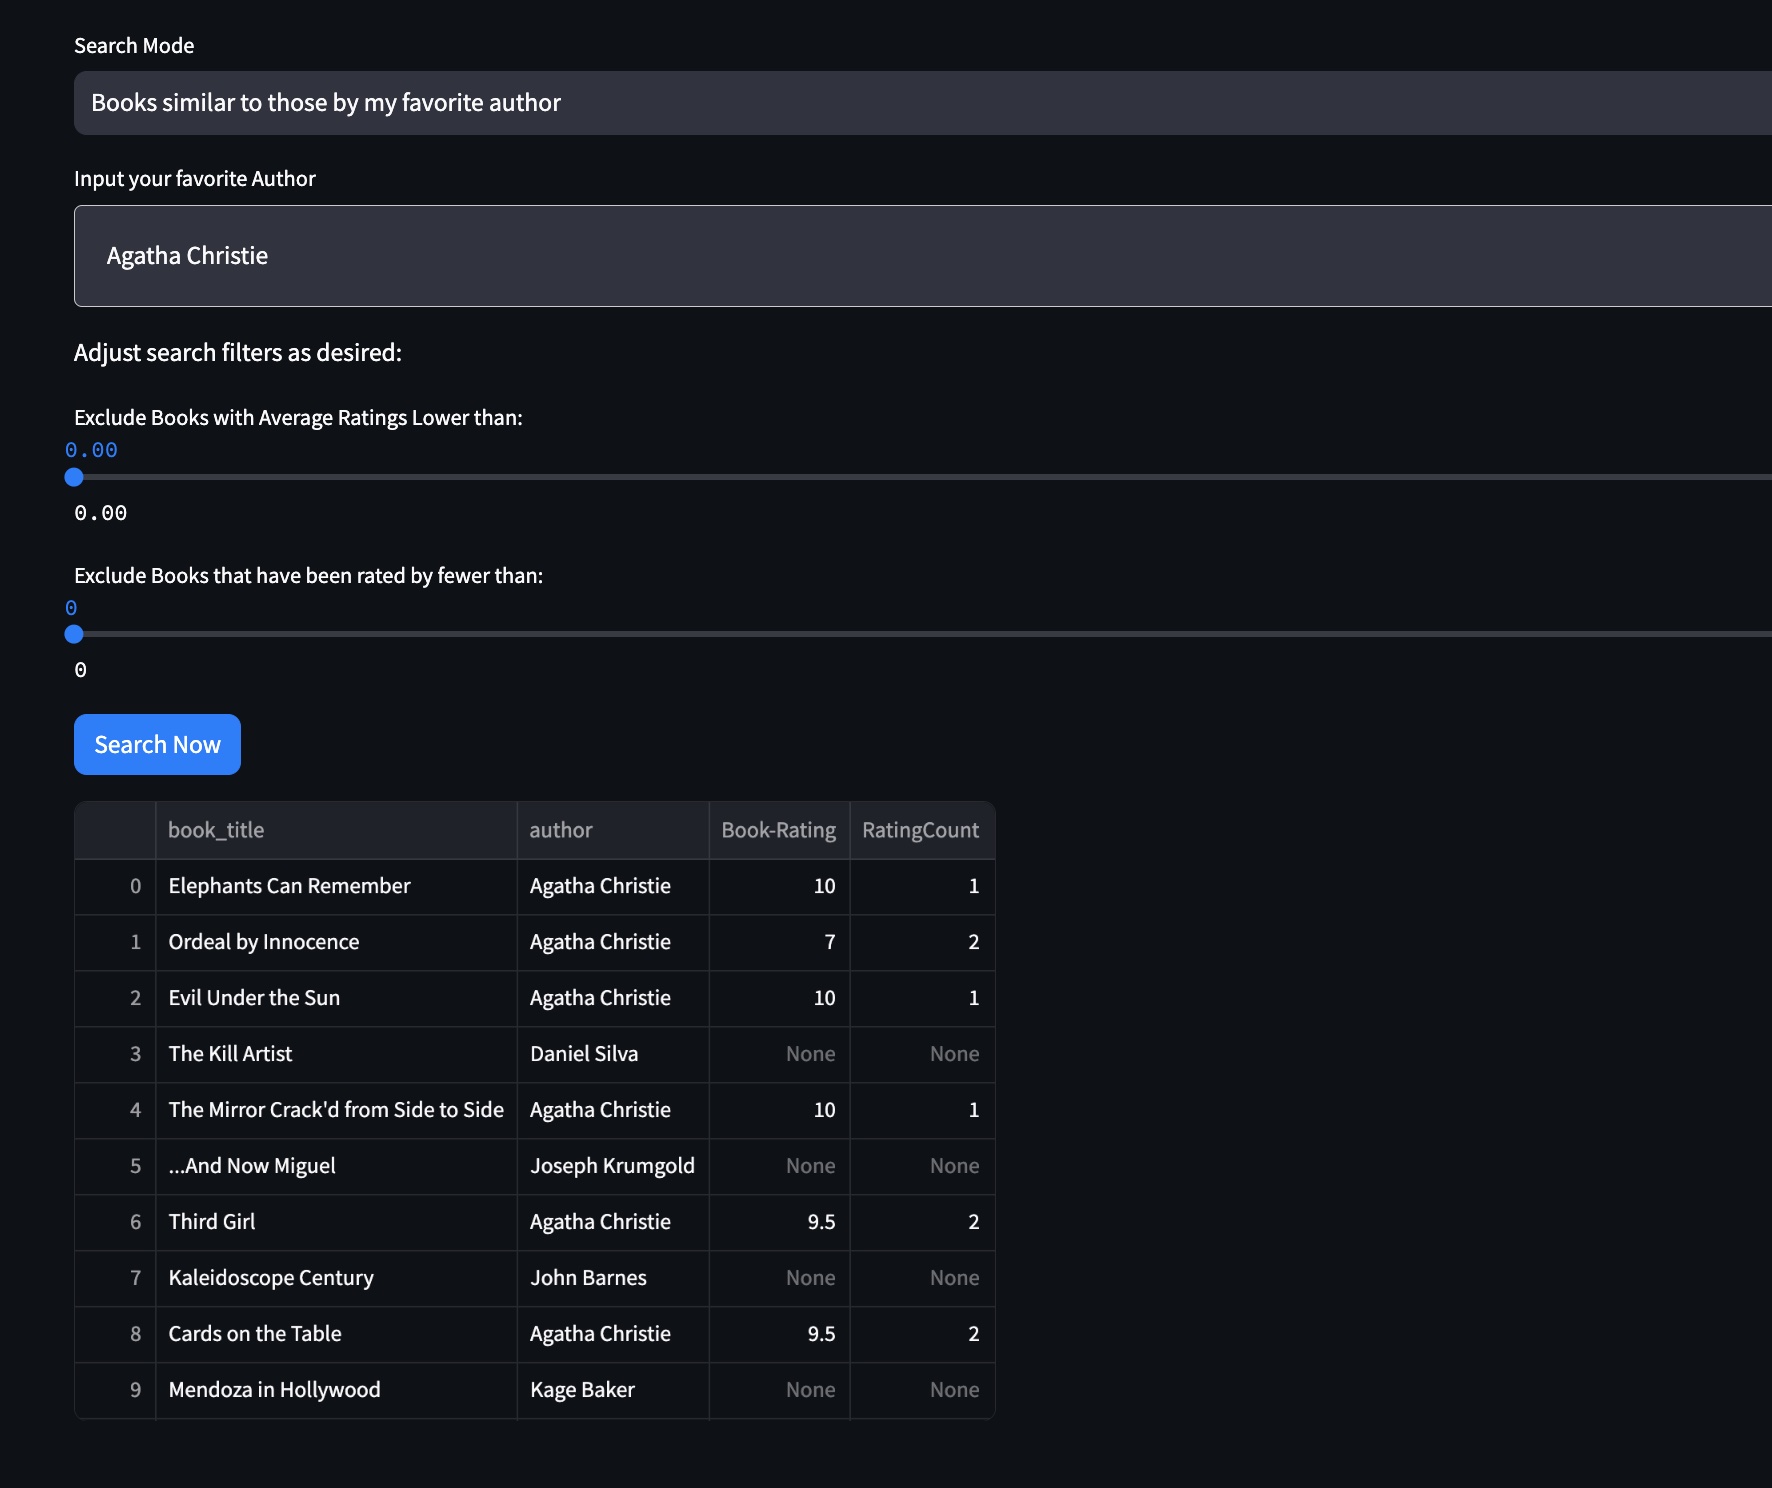 Search Mode
Books similar to those by my favorite author
Input your favorite Author
Agatha Christie
Adjust search filters as desired:
Exclude Books with Average Ratings Lower than:
0.00
0.00
Exclude Books that have been rated by fewer than:
0
0
Search Now
book_title author Book-Rating RatingCount
0 Elephants Can Remember Agatha Christie 10 1
1 Ordeal by Innocence Agatha Christie 7 2
2 Evil Under the Sun Agatha Christie 10 1
3 The Kill Artist Daniel Silva None None
4 The Mirror Crack'd from Side to Side Agatha Christie 10 1
5 ...And Now Miguel Joseph Krumgold None None
6 Third Girl Agatha Christie 9.5 2
7 Kaleidoscope Century John Barnes None None
8 Cards on the Table Agatha Christie 9.5 2
9 Mendoza in Hollywood Kage Baker None None